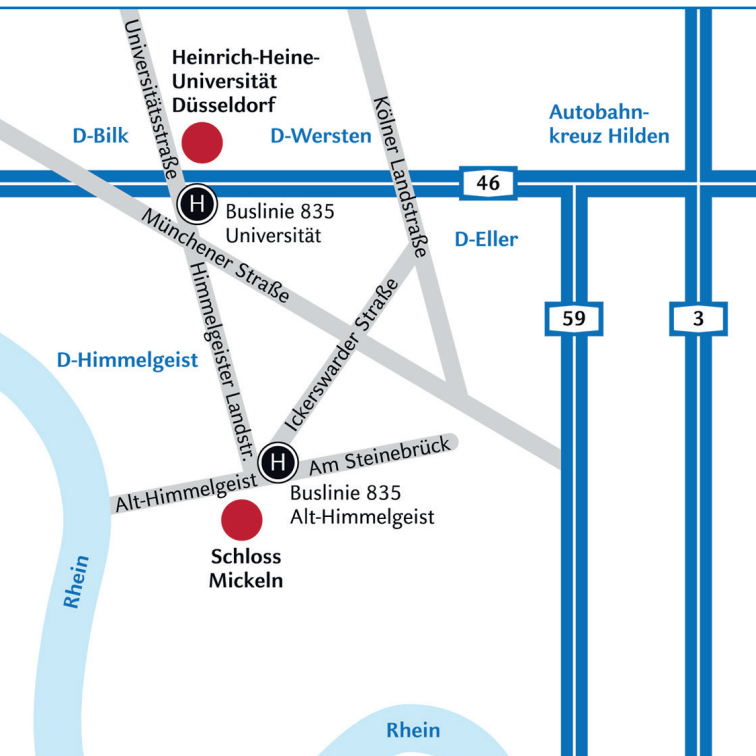 Universitätsstraße
Heinrich-Heine-
Universität
Düsseldorf
D-Bilk
D-Wersten
Kölner Landstraße
Autobahn-
kreuz Hilden
46
H
Buslinie 835
Universität
Münchener Straße
D-Eller
Himmelgeister Landstr.
Ickerswarder Straße
59
3
D-Himmelgeist
H
Am Steinebrück
Alt-Himmelgeist
Buslinie 835
Alt-Himmelgeist
Schloss
Mickeln
Rhein
Rhein